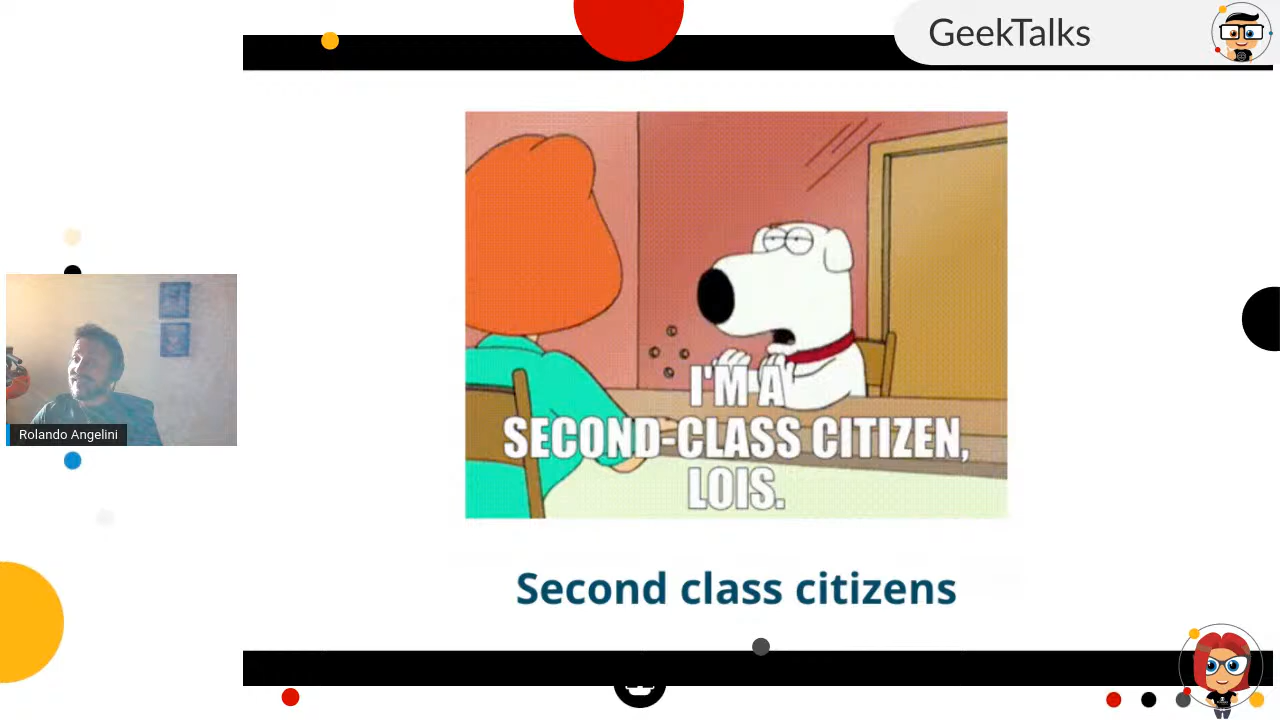 GeekTalks
I'M A
SECOND-CLASS CITIZEN,
LOIS.
Rolando Angelini
Second class citizens